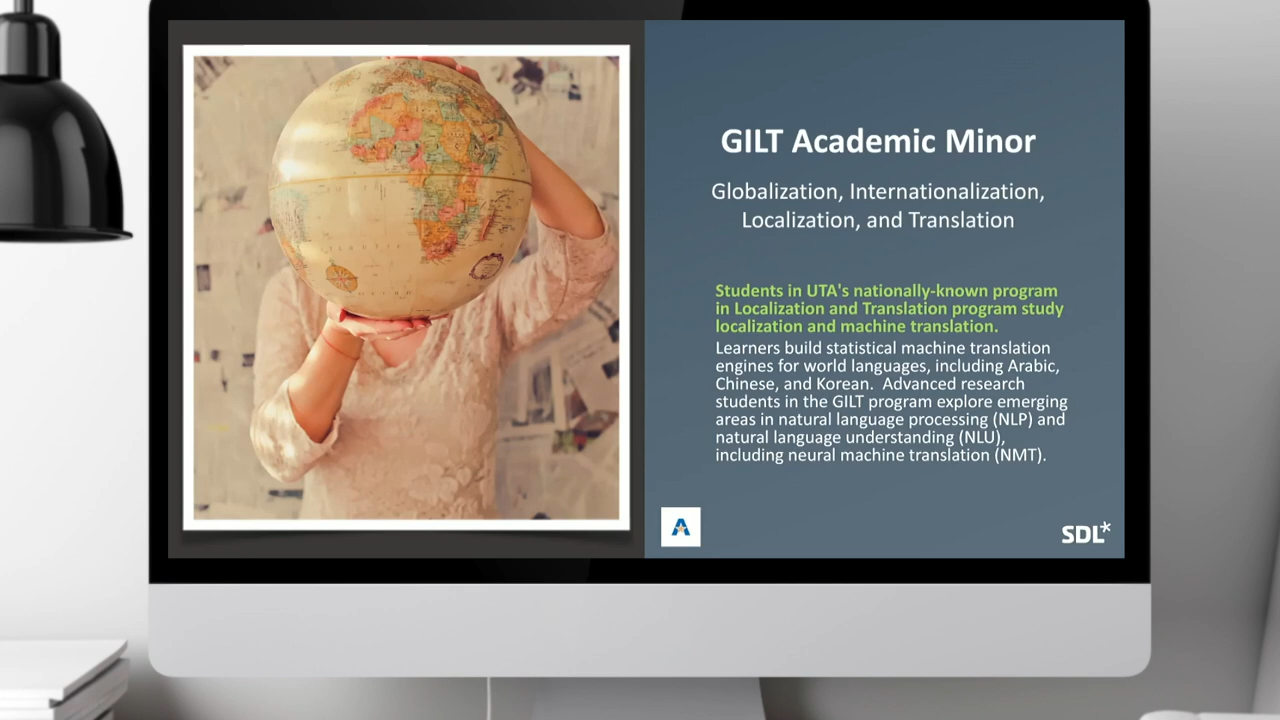 GILT Academic Minor
Globalization, Internationalization,
Localization, and Translation
Students in UTA's nationally-known program
in Localization and Translation program study
localization and machine translation.
Learners build statistical machine translation
engines for world languages, including Arabic,
Chinese, and Korean.  Advanced research
students in the GILT program explore emerging
areas in natural language processing (NLP) and
natural language understanding (NLU),
including neural machine translation (NMT).
A
SDL*